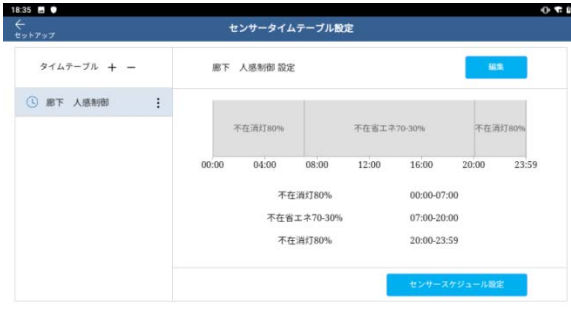 18:35
セットアップ
センサータイムテーブル設定
タイムテーブル + −
廊下 人感制御 設定
編集
廊下 人感制御
不在消灯80% 不在省エネ70-30% 不在消灯80%
00:00 04:00 08:00 12:00 16:00 20:00 23:59
不在消灯80% 00:00-07:00
不在省エネ70-30% 07:00-20:00
不在消灯80% 20:00-23:59
センサースケジュール設定